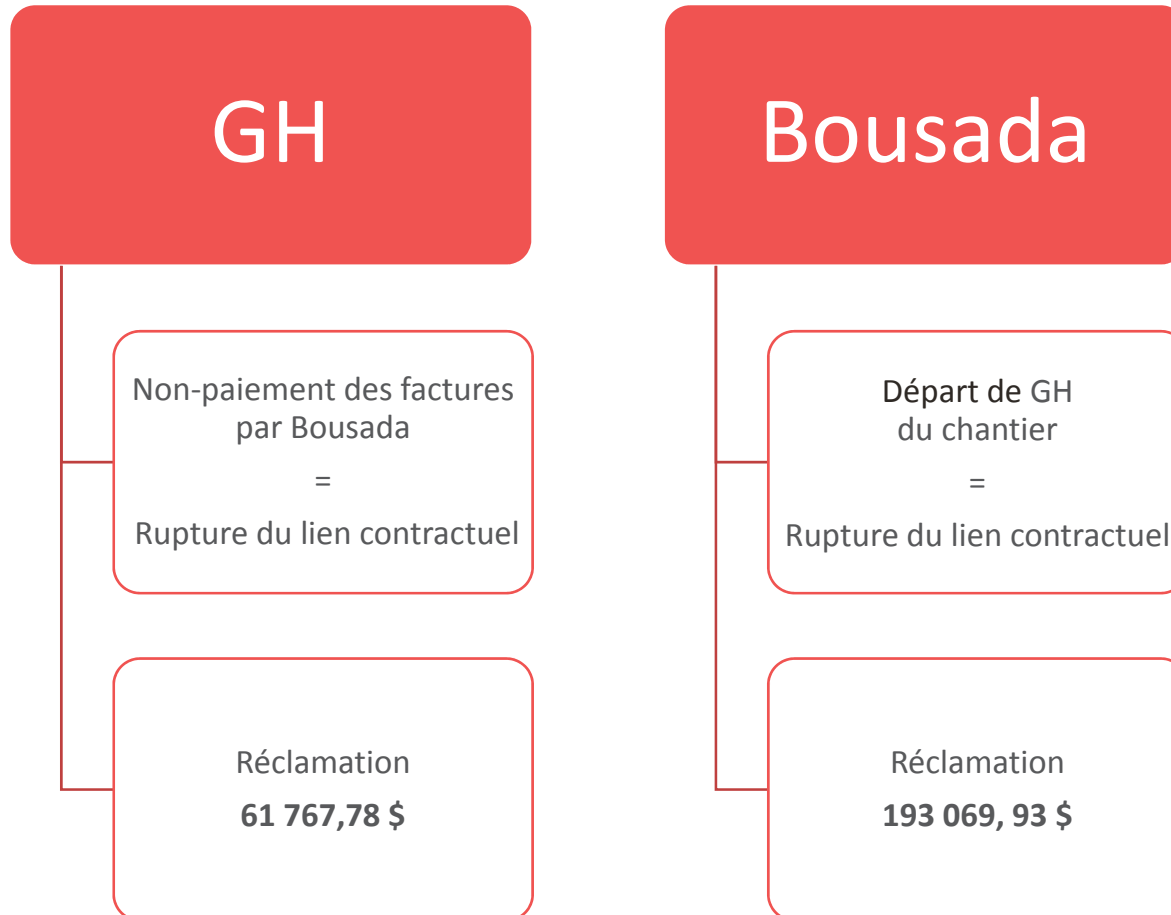 GH
Non-paiement des factures
par Bousada
=
Rupture du lien contractuel
Réclamation
61 767,78 $
Bousada
Départ de GH
du chantier
=
Rupture du lien contractuel
Réclamation
193 069, 93 $